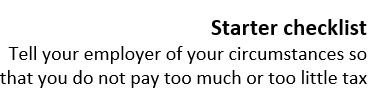 Starter checklist
Tell your employer of your circumstances so
that you do not pay too much or too little tax